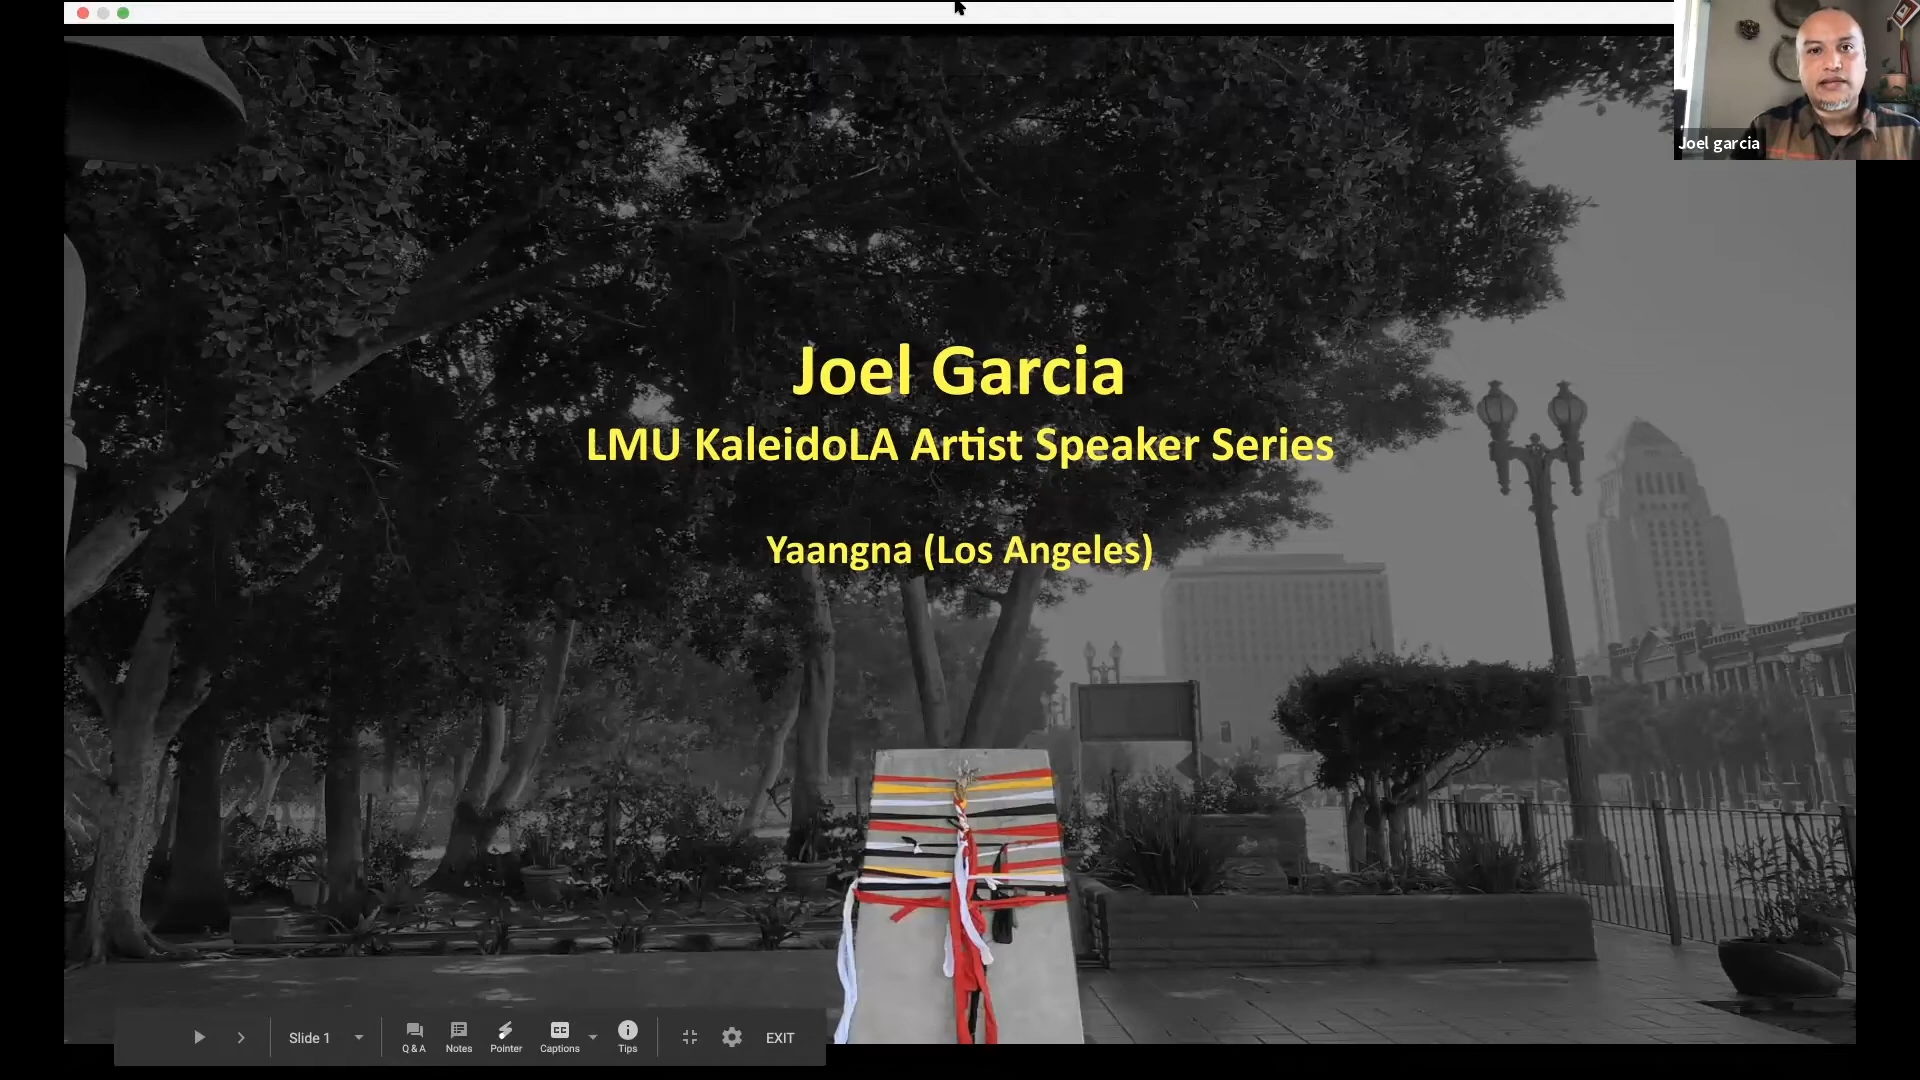 Joel garcia
Joel Garcia
LMU KaleidoLA Artist Speaker Series
Yaangna (Los Angeles)
Slide 1
Q & A
Notes
Pointer
CC
Captions
Tips
EXIT